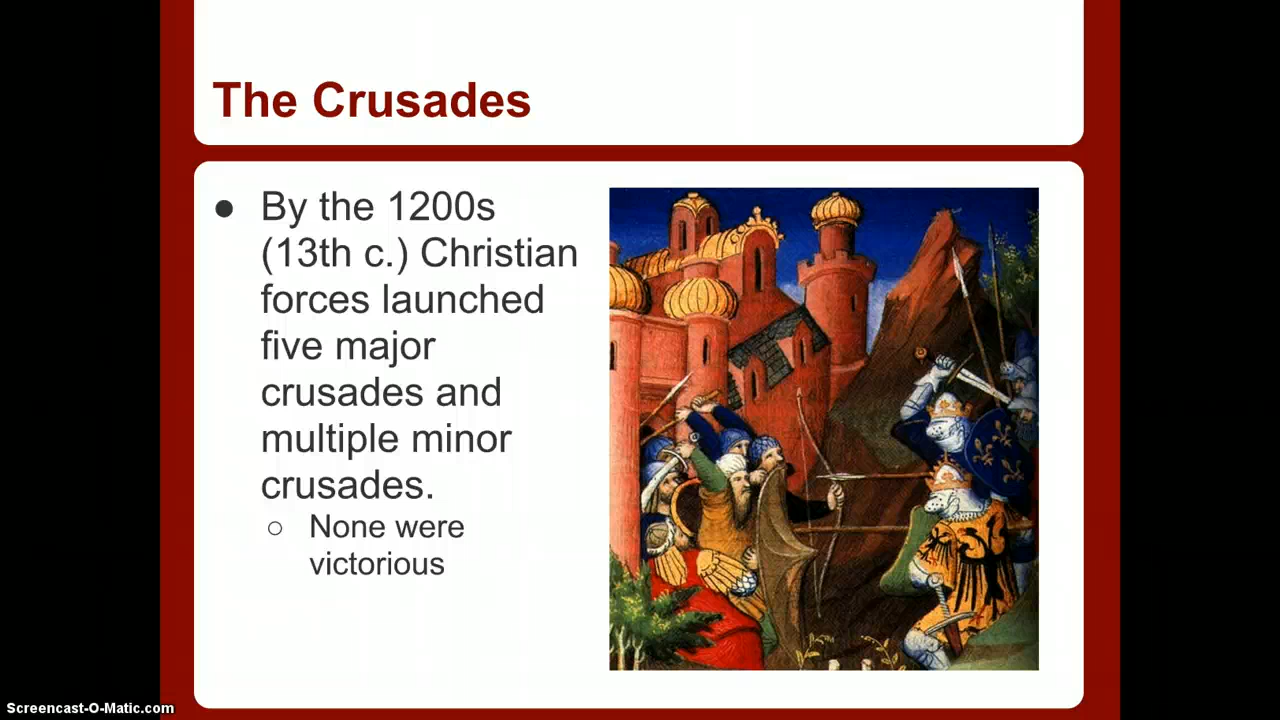 The Crusades
● By the 1200s
(13th c.) Christian
forces launched
five major
crusades and
multiple minor
crusades.
○ None were
victorious
Screencast-O-Matic.com